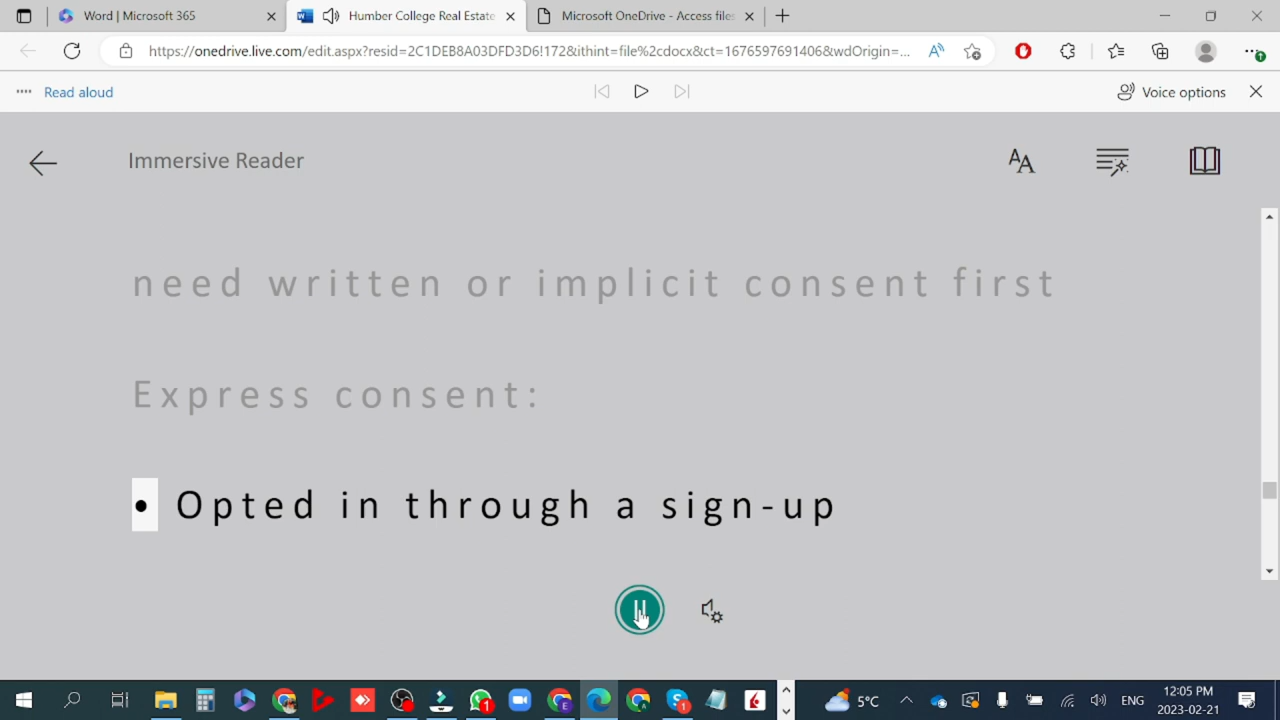 Word | Microsoft 365
Humber College Real Estate
Microsoft OneDrive - Access files
https://onedrive.live.com/edit.aspx?resid=2C1DEB8A03DFD3D6!172&ithint=file%2cdocx&ct=1676597691406&wdOrigin=...
Read aloud
Voice options
Immersive Reader
need written or implicit consent first
Express consent:
• Opted in through a sign-up
5°C
ENG
12:05 PM
2023-02-21